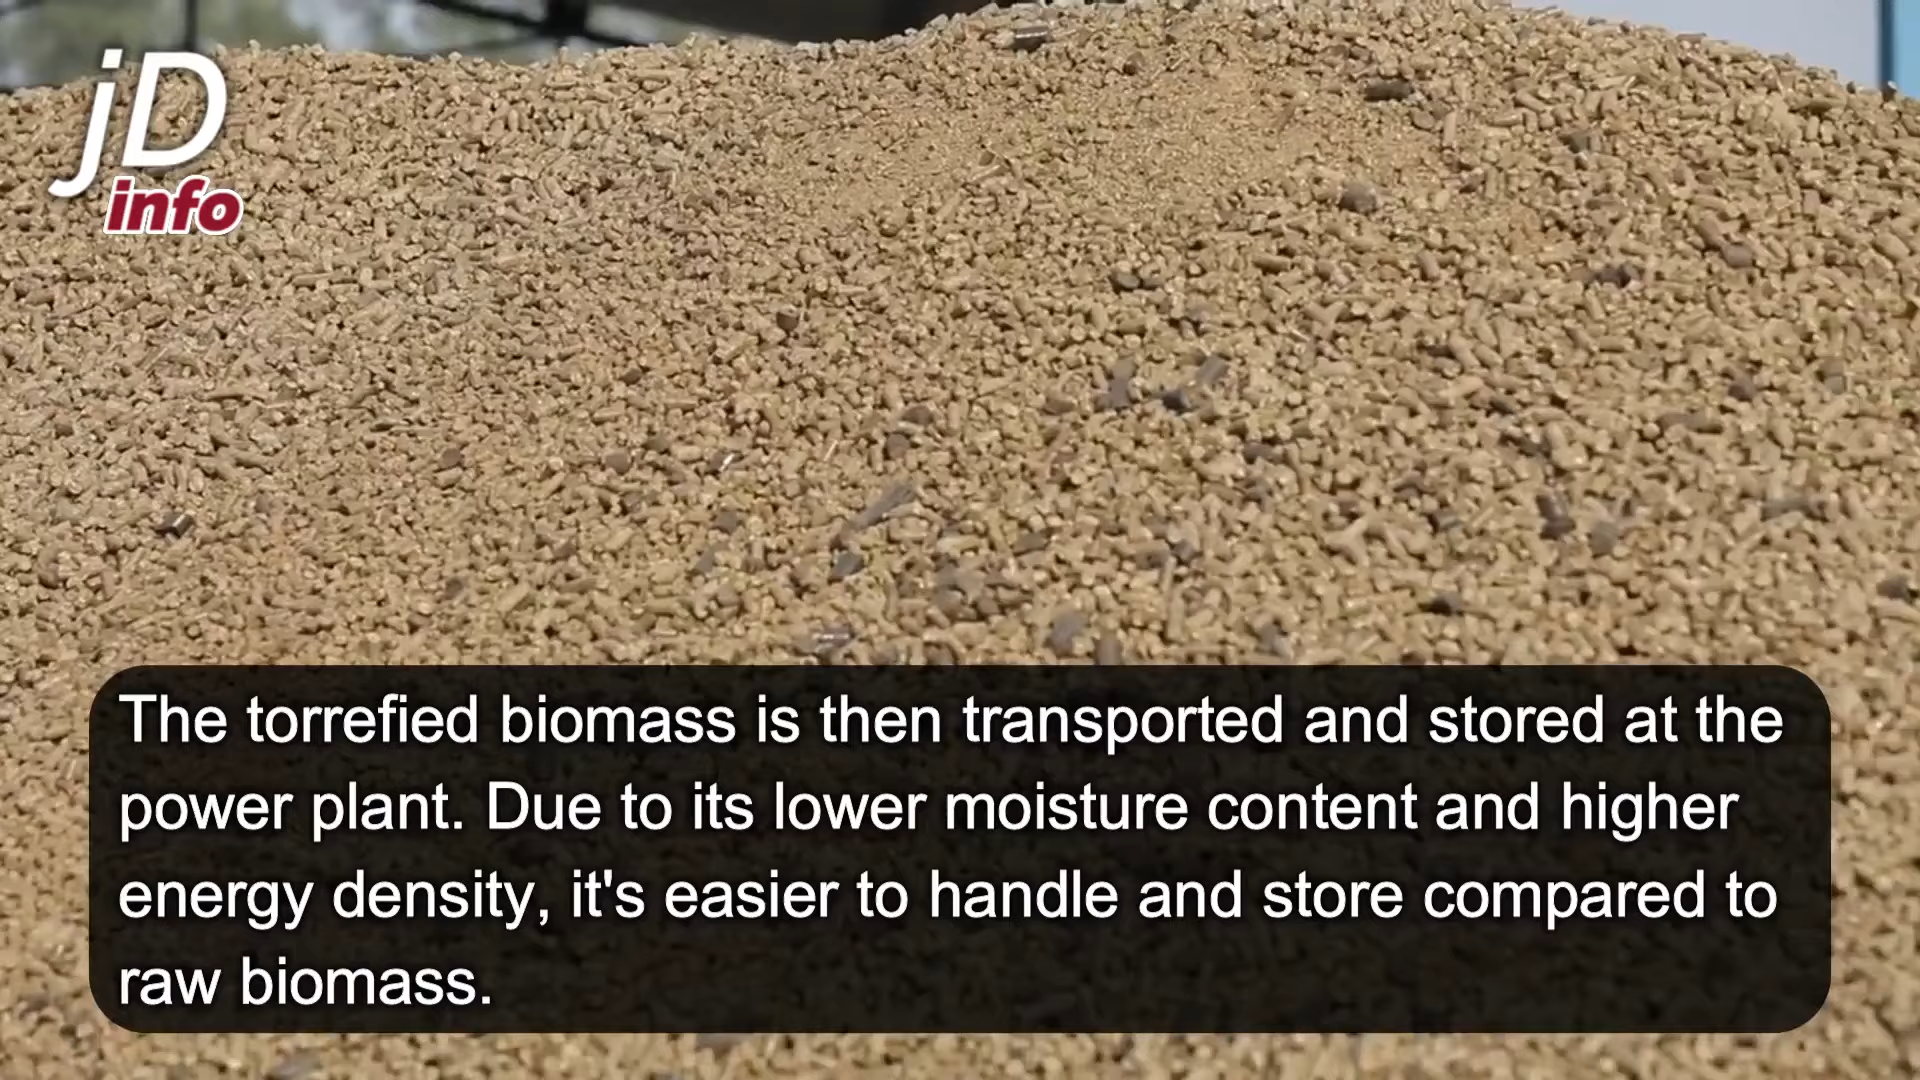 jD
info
The torrefied biomass is then transported and stored at the
power plant. Due to its lower moisture content and higher
energy density, it's easier to handle and store compared to
raw biomass.